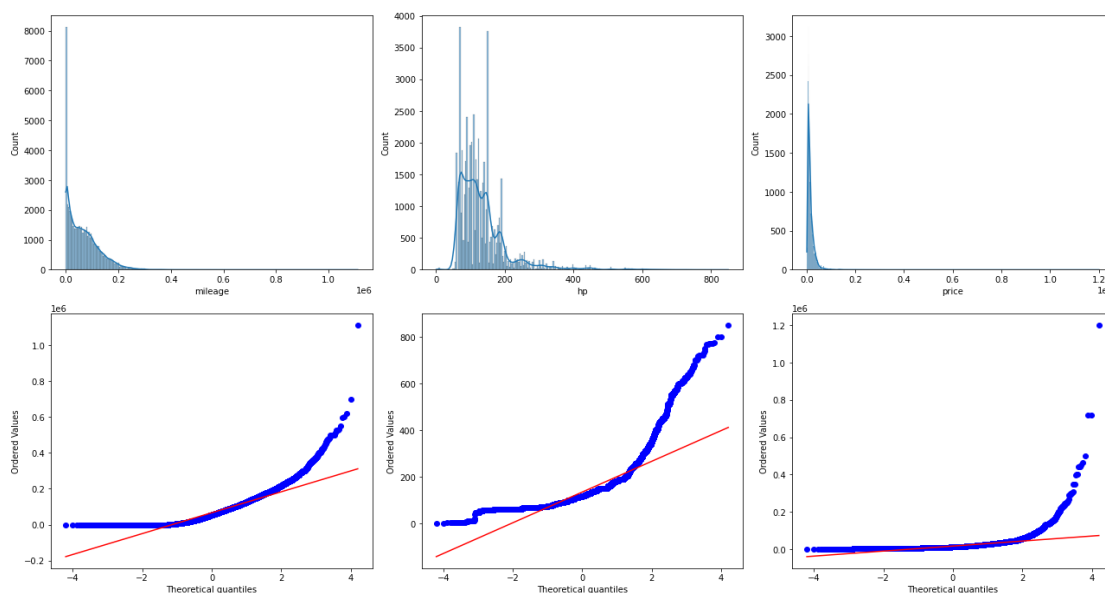 8000
7000
6000
5000
4000
3000
2000
1000
0
Count
0.0 0.2 0.4 0.6 0.8 1.0
1e6
mileage
4000
3500
3000
2500
2000
1500
1000
500
0
Count
0 200 400 600 800
hp
3000
2500
2000
1500
1000
500
0
Count
0.0 0.2 0.4 0.6 0.8 1.0 1.2
1e
price
1e6
1.0
0.8
0.6
0.4
0.2
0.0
−0.2
Ordered Values
−4 −2 0 2 4
Theoretical quantiles
800
600
400
200
0
Ordered Values
−4 −2 0 2 4
Theoretical quantiles
1e6
1.2
1.0
0.8
0.6
0.4
0.2
0.0
Ordered Values
−4 −2 0 2 4
Theoretical quantiles